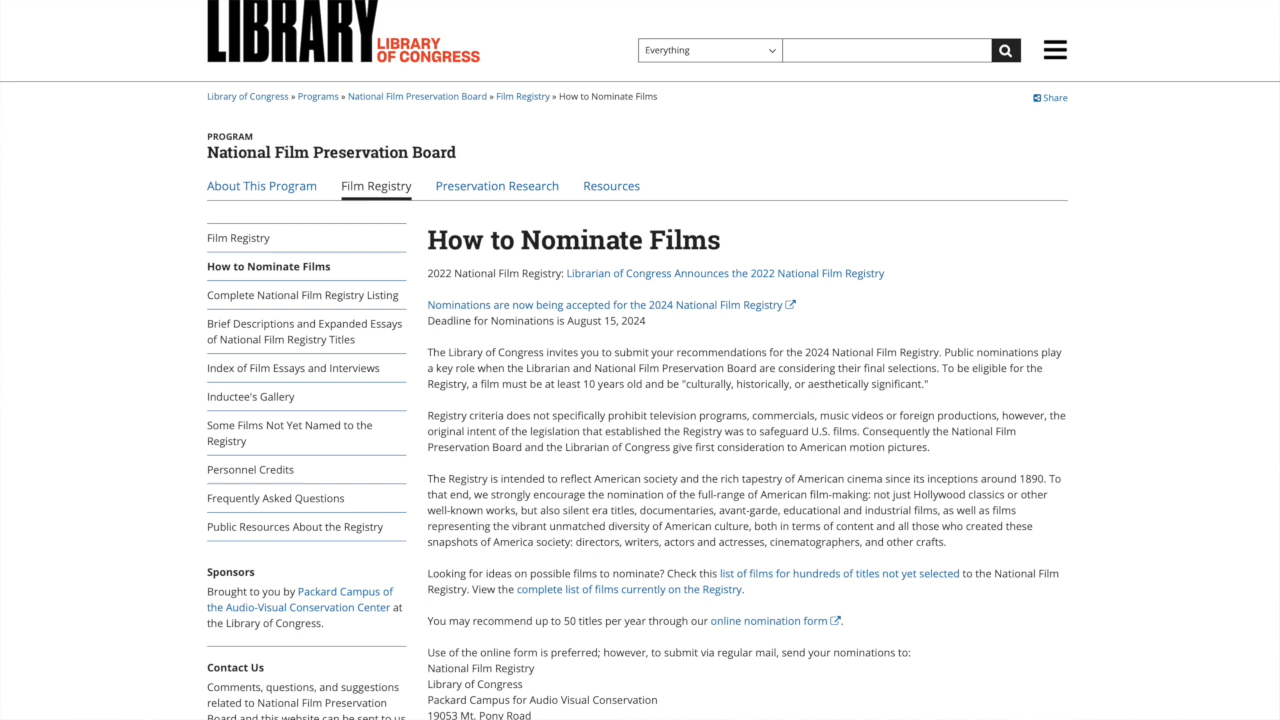 LIBRARY
LIBRARY
OF CONGRESS
Everything
Library of Congress » Programs » National Film Preservation Board » Film Registry » How to Nominate Films
Share
PROGRAM
National Film Preservation Board
About This Program
Film Registry
Preservation Research
Resources
Film Registry
How to Nominate Films
Complete National Film Registry Listing
Brief Descriptions and Expanded Essays
of National Film Registry Titles
Index of Film Essays and Interviews
Inductee's Gallery
Some Films Not Yet Named to the
Registry
Personnel Credits
Frequently Asked Questions
Public Resources About the Registry
Sponsors
Brought to you by Packard Campus of
the Audio-Visual Conservation Center at
the Library of Congress.
Contact Us
Comments, questions, and suggestions
related to National Film Preservation
Board and this website can be sent to us
How to Nominate Films
2022 National Film Registry: Librarian of Congress Announces the 2022 National Film Registry
Nominations are now being accepted for the 2024 National Film Registry
Deadline for Nominations is August 15, 2024
The Library of Congress invites you to submit your recommendations for the 2024 National Film Registry. Public nominations play
a key role when the Librarian and National Film Preservation Board are considering their final selections. To be eligible for the
Registry, a film must be at least 10 years old and be "culturally, historically, or aesthetically significant."
Registry criteria does not specifically prohibit television programs, commercials, music videos or foreign productions, however, the
original intent of the legislation that established the Registry was to safeguard U.S. films. Consequently the National Film
Preservation Board and the Librarian of Congress give first consideration to American motion pictures.
The Registry is intended to reflect American society and the rich tapestry of American cinema since its inceptions around 1890. To
that end, we strongly encourage the nomination of the full-range of American film-making: not just Hollywood classics or other
well-known works, but also silent era titles, documentaries, avant-garde, educational and industrial films, as well as films
representing the vibrant unmatched diversity of American culture, both in terms of content and all those who created these
snapshots of America society: directors, writers, actors and actresses, cinematographers, and other crafts.
Looking for ideas on possible films to nominate? Check this list of films for hundreds of titles not yet selected to the National Film
Registry. View the complete list of films currently on the Registry.
You may recommend up to 50 titles per year through our online nomination form.
Use of the online form is preferred; however, to submit via regular mail, send your nominations to:
National Film Registry
Library of Congress
Packard Campus for Audio Visual Conservation
19053 Mt. Pony Road